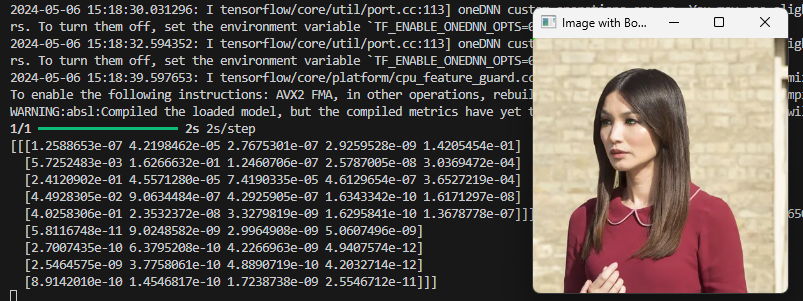 2024-05-06 15:18:30.031296: I tensorflow/core/util/port.cc:113] oneDNN cust
rs. To turn them off, set the environment variable `TF_ENABLE_ONEDNN_OPTS=
2024-05-06 15:18:32.594352: I tensorflow/core/util/port.cc:113] oneDNN cust
rs. To turn them off, set the environment variable `TF_ENABLE_ONEDNN_OPTS=
2024-05-06 15:18:39.597653: I tensorflow/core/platform/cpu_feature_guard.cc
To enable the following instructions: AVX2 FMA, in other operations, rebuil
WARNING:absl:Compiled the loaded model, but the compiled metrics have yet t
1/1 2s 2s/step
[[[1.2588653e-07 4.2198462e-05 2.7675301e-07 2.9259528e-09 1.4205454e-01]
[5.7252483e-03 1.6266631e-01 1.2460706e-07 2.5787005e-08 3.0369472e-04]
[2.4120902e-01 4.5571280e-05 7.4190335e-05 4.6129654e-07 3.6527219e-04]
[4.4928305e-02 9.0634484e-07 4.2925905e-07 1.6343342e-10 1.6171297e-08]
[4.0258306e-01 2.3532372e-08 3.3279819e-09 1.6295841e-10 1.3678778e-07]]]
[5.8116748e-11 9.0248582e-09 2.9964908e-09 5.0607496e-09]
[2.7007435e-10 6.3795208e-10 4.2266963e-09 4.9407574e-12]
[2.5464575e-09 3.7758061e-10 4.8890719e-10 4.2032714e-12]
[8.9142010e-10 1.4546817e-10 1.7238739e-09 2.5546712e-11]]]
Image with Bo...